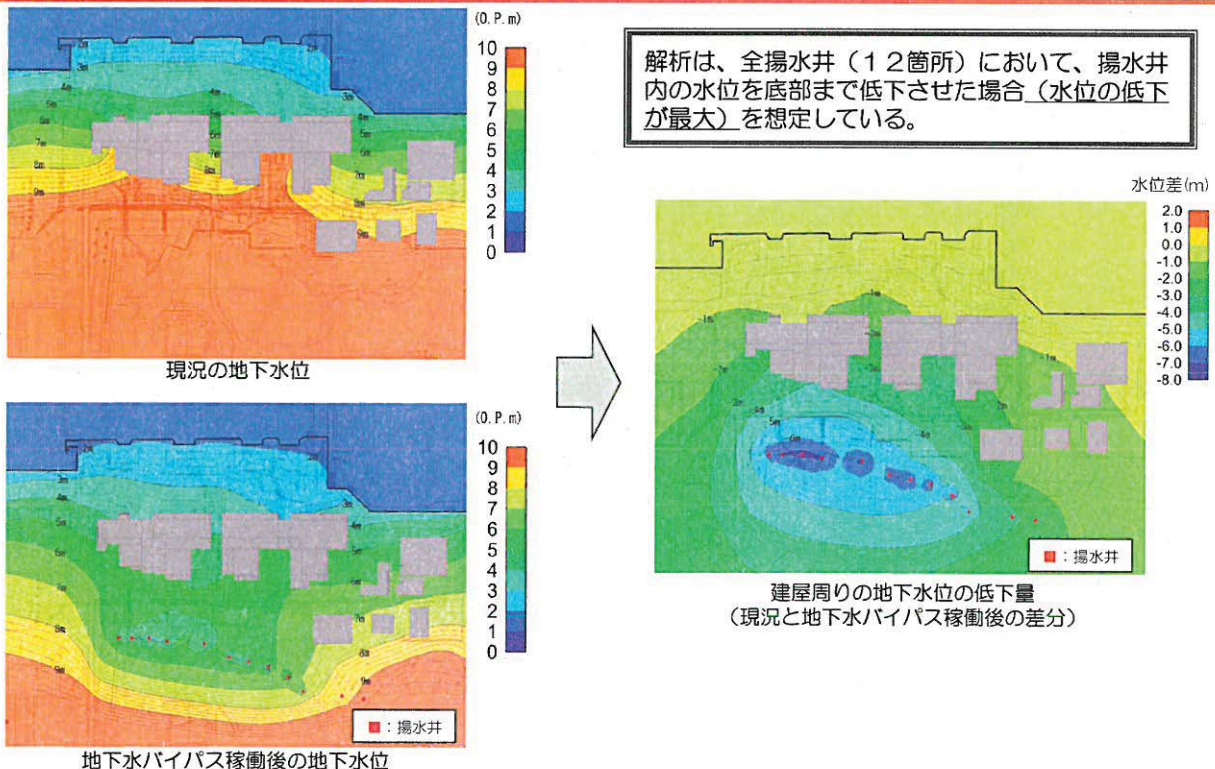 (O.P.m)
10
9
8
7
6
5
4
3
2
1
0
現況の地下水位
解析は、全揚水井（１２箇所）において、揚水井
内の水位を底部まで低下させた場合（水位の低下
が最大）を想定している。
水位差(m)
2.0
1.0
0.0
-1.0
-2.0
-3.0
-4.0
-5.0
-6.0
-7.0
-8.0
■：揚水井
建屋周りの地下水位の低下量
（現況と地下水バイパス稼働後の差分）
(O.P.m)
10
9
8
7
6
5
4
3
2
1
0
■：揚水井
地下水バイパス稼働後の地下水位